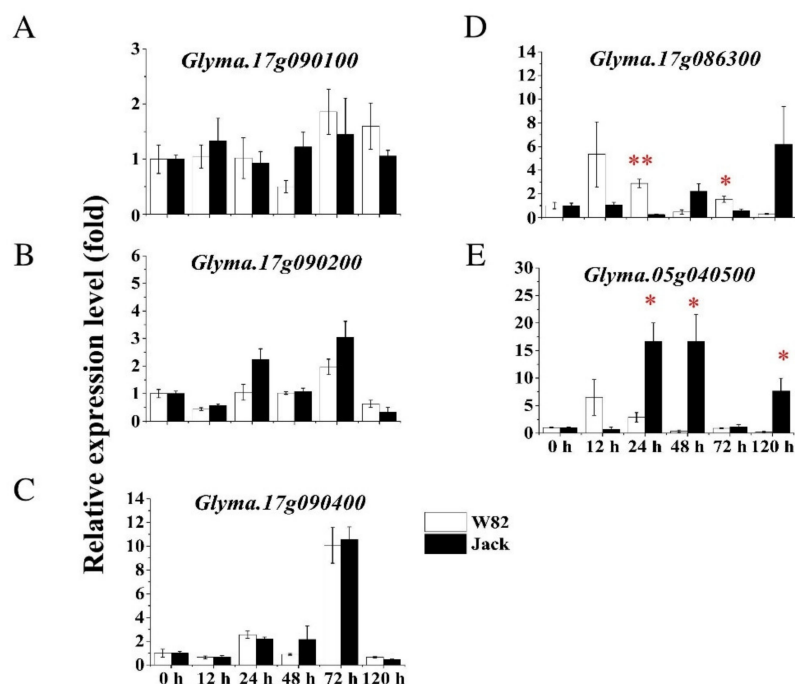 A
Glyma.17g090100
3
2
1
0
B
Glyma.17g090200
6
5
4
3
2
1
0
C
Glyma.17g090400
14
12
10
8
6
4
2
0
0 h 12 h 24 h 48 h 72 h 120 h
Relative expression level (fold)
W82
Jack
D
Glyma.17g086300
14
12
10
8
6
4
2
0
**
*
E
Glyma.05g040500
30
25
20
15
10
5
0
*
*
*
0 h 12 h 24 h 48 h 72 h 120 h